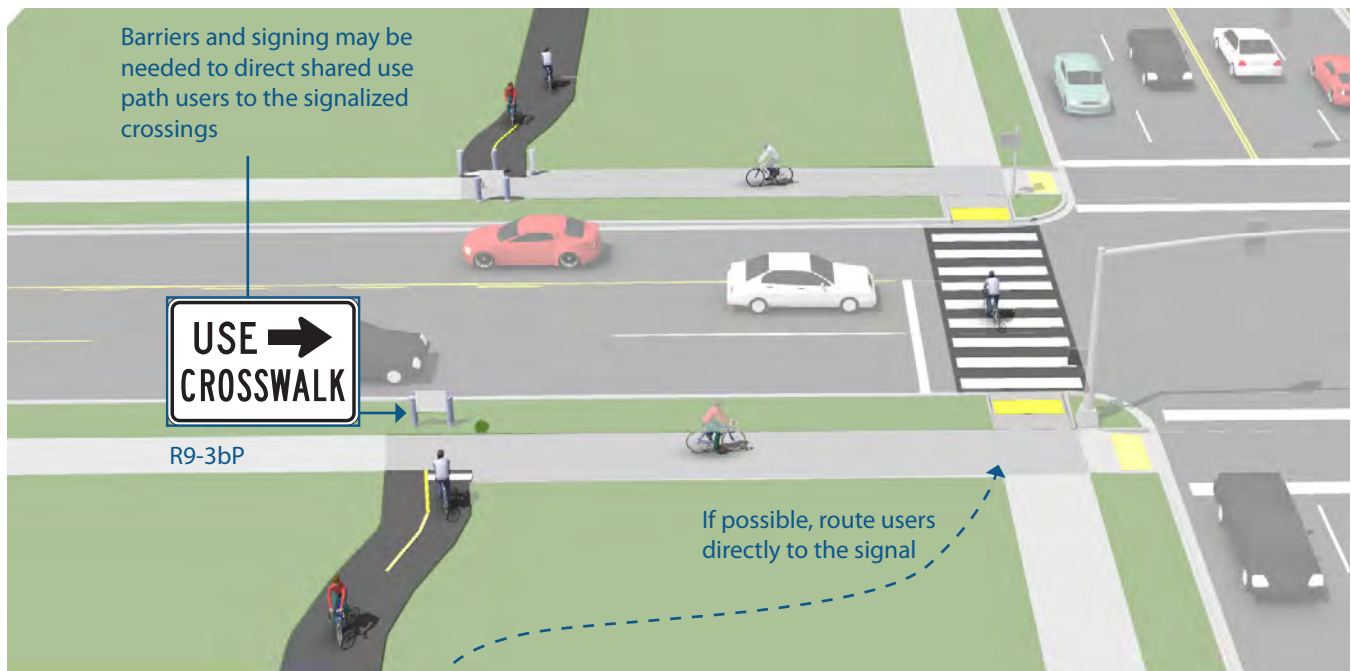 Barriers and signing may be
needed to direct shared use
path users to the signalized
crossings
USE
CROSSWALK
R9-3bP
If possible, route users
directly to the signal